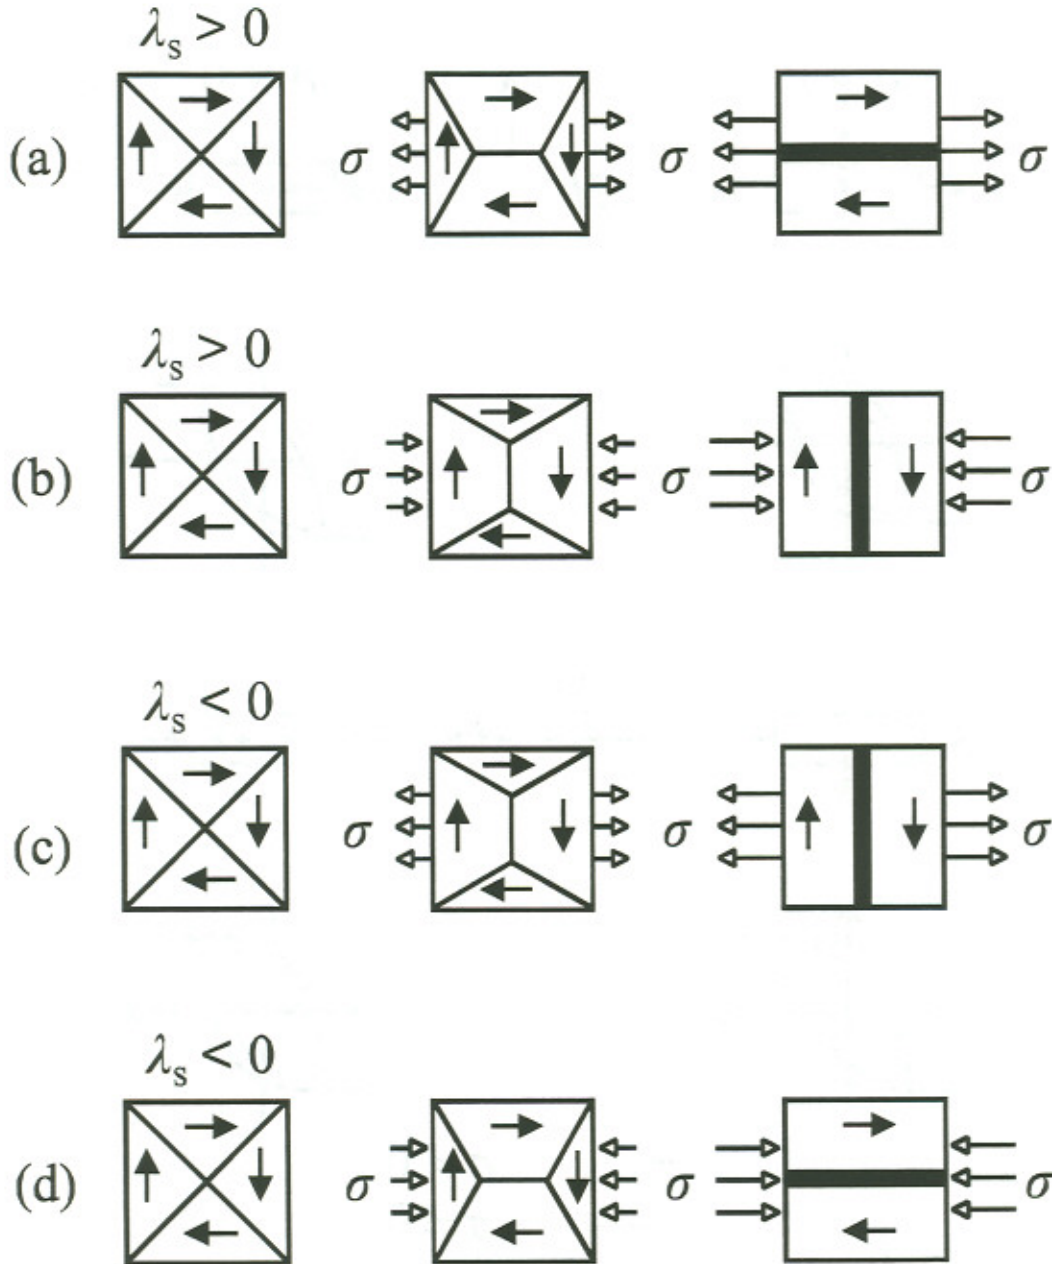 λs > 0
(a) σ σ σ
λs > 0
(b) σ σ σ
λs < 0
(c) σ σ σ
λs < 0
(d) σ σ σ